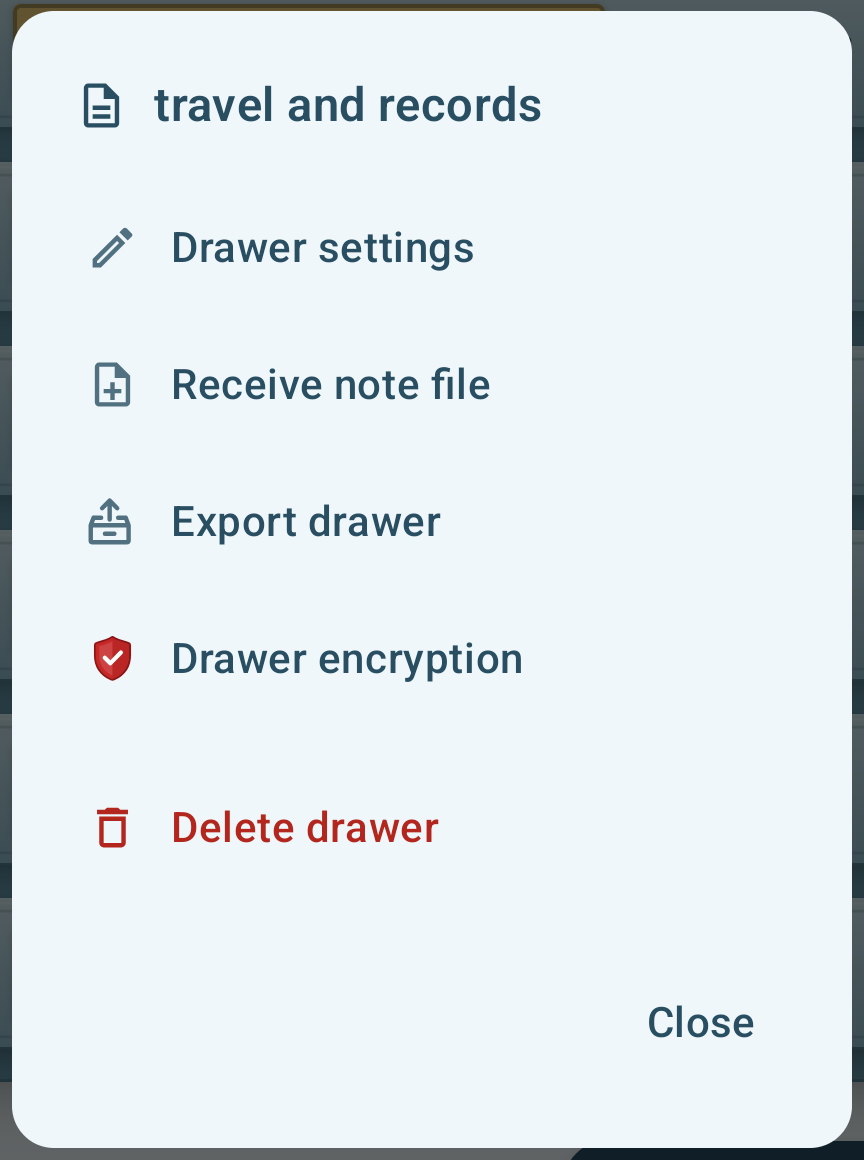 travel and records
Drawer settings
Receive note file
Export drawer
Drawer encryption
Delete drawer
Close